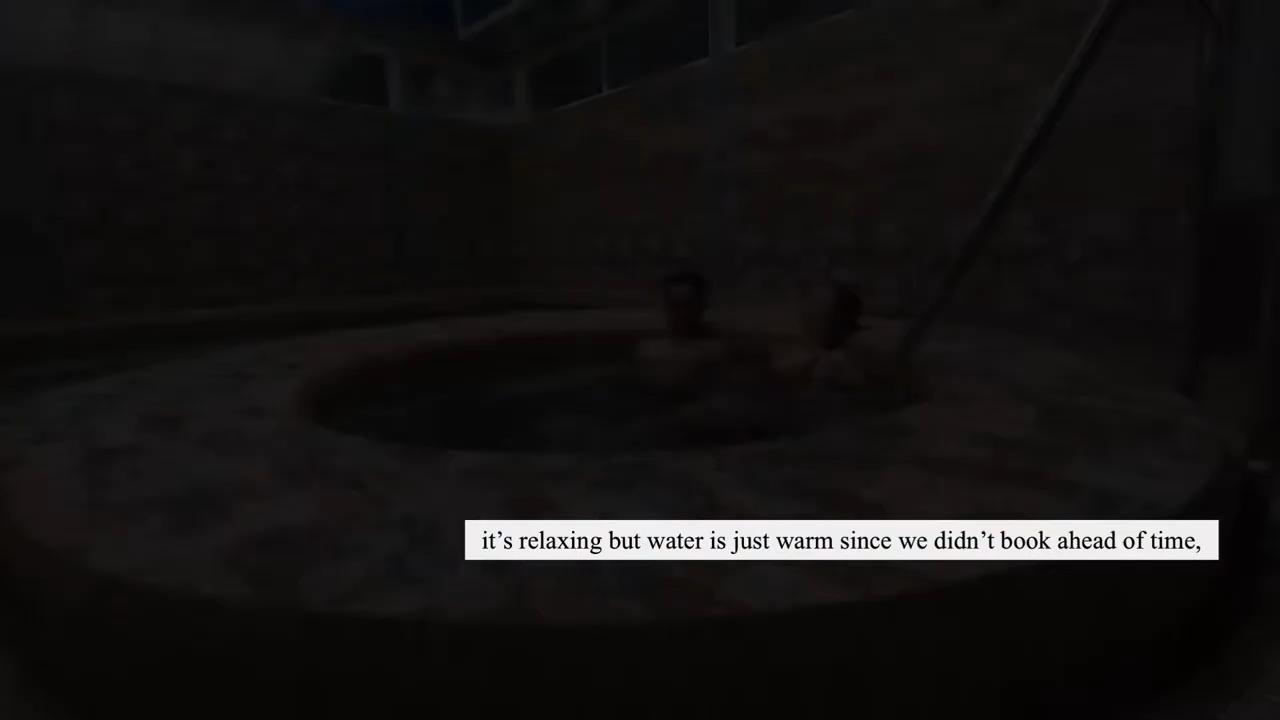 it’s relaxing but water is just warm since we didn’t book ahead of time,